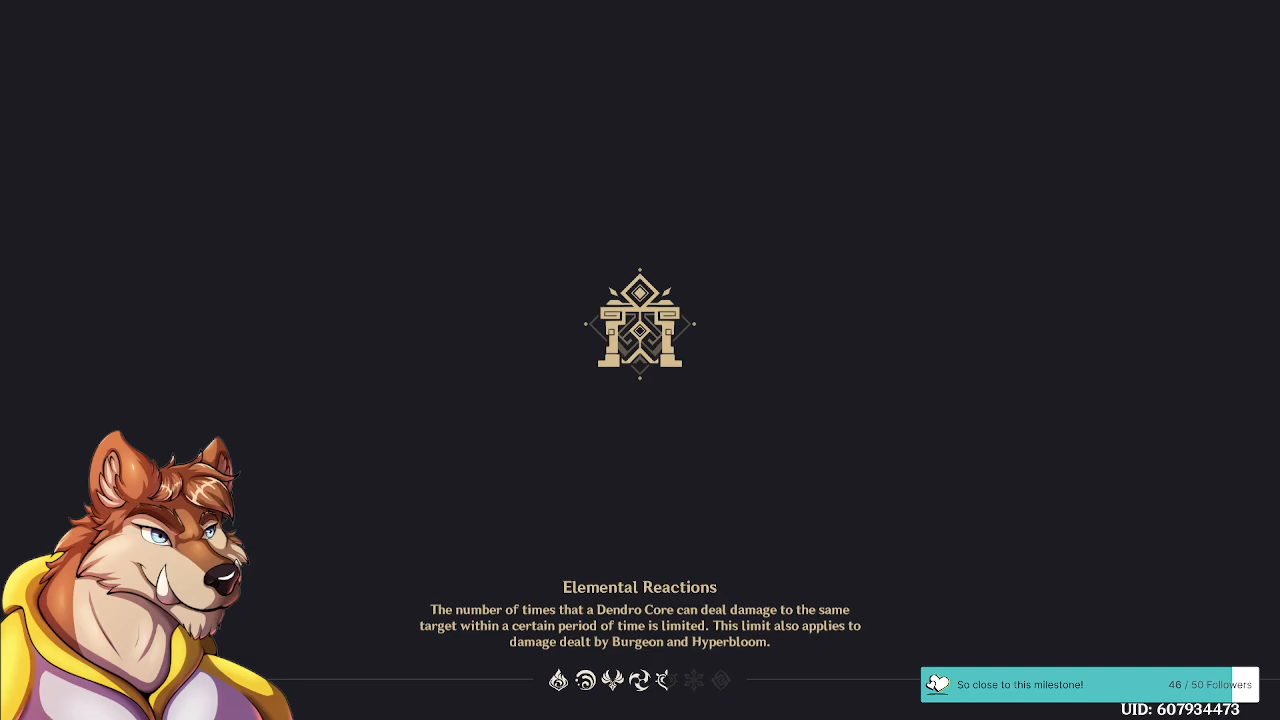 Elemental Reactions
The number of times that a Dendro Core can deal damage to the same
target within a certain period of time is limited. This limit also applies to
damage dealt by Burgeon and Hyperbloom.
So close to this milestone!
46 / 50 Followers
UID: 607934473